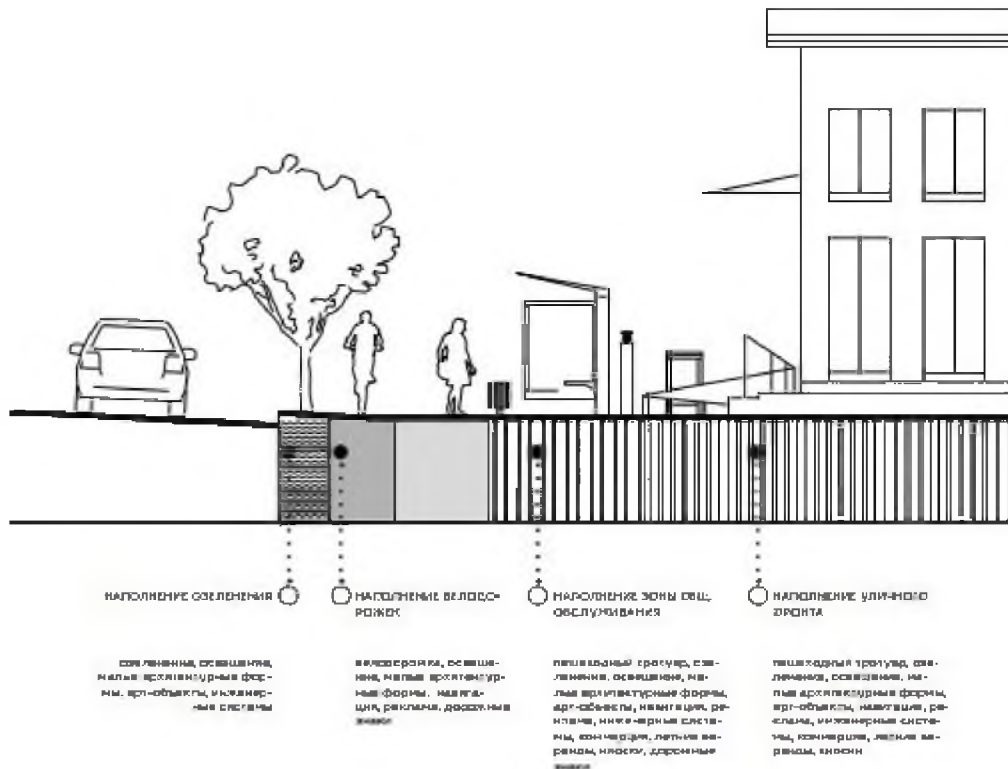 НАПОЛНЕНИЕ ОЗЕЛЕНЕНИЯ
НАПОЛНЕНИЕ ВЕЛОДО-
РОЖЕК
НАПОЛНЕНИЕ ЗОНЫ ОБЩ.
ОБСЛУЖИВАНИЯ
НАПОЛНЕНИЕ УЛИЧНОГО
ФРОНТА
озеленение, освещение,
малые архитектурные фор-
мы, арт-объекты, инженер-
ные системы
велодорожка, освеще-
ние, малые архитектур-
ные формы, навига-
ция, реклама, дорожные
знаки
пешеходный тротуар, озе-
ленение, освещение, ма-
лые архитектурные формы,
арт-объекты, навигация, ре-
клама, инженерные систе-
мы, коммерция, летние ве-
ранды, киоски, дорожные
знаки
пешеходный тротуар, озе-
ленение, освещение, ма-
лые архитектурные формы,
арт-объекты, навигация, ре-
клама, инженерные систе-
мы, коммерция, летние ве-
ранды, киоски